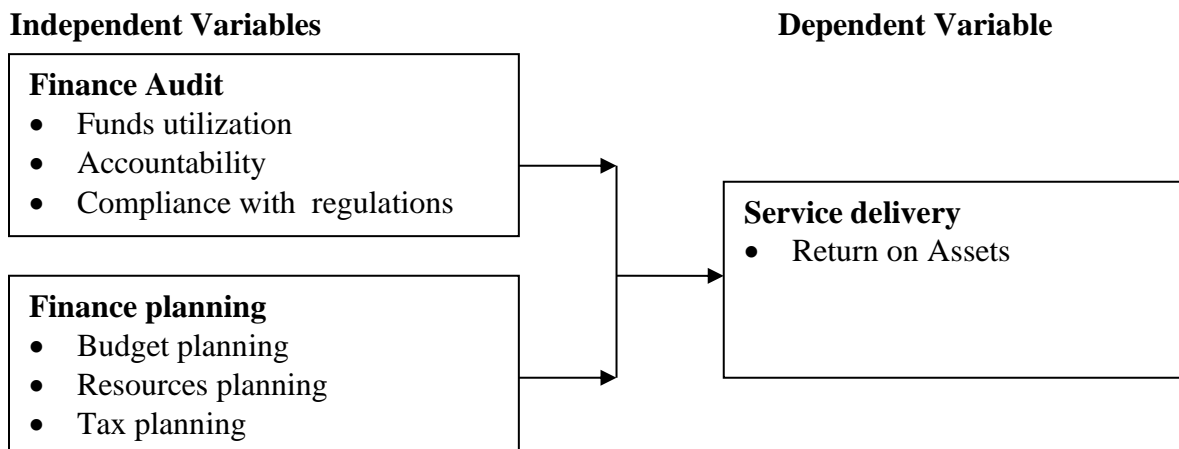 Independent Variables
Dependent Variable
Finance Audit
• Funds utilization
• Accountability
• Compliance with regulations
Service delivery
• Return on Assets
Finance planning
• Budget planning
• Resources planning
• Tax planning